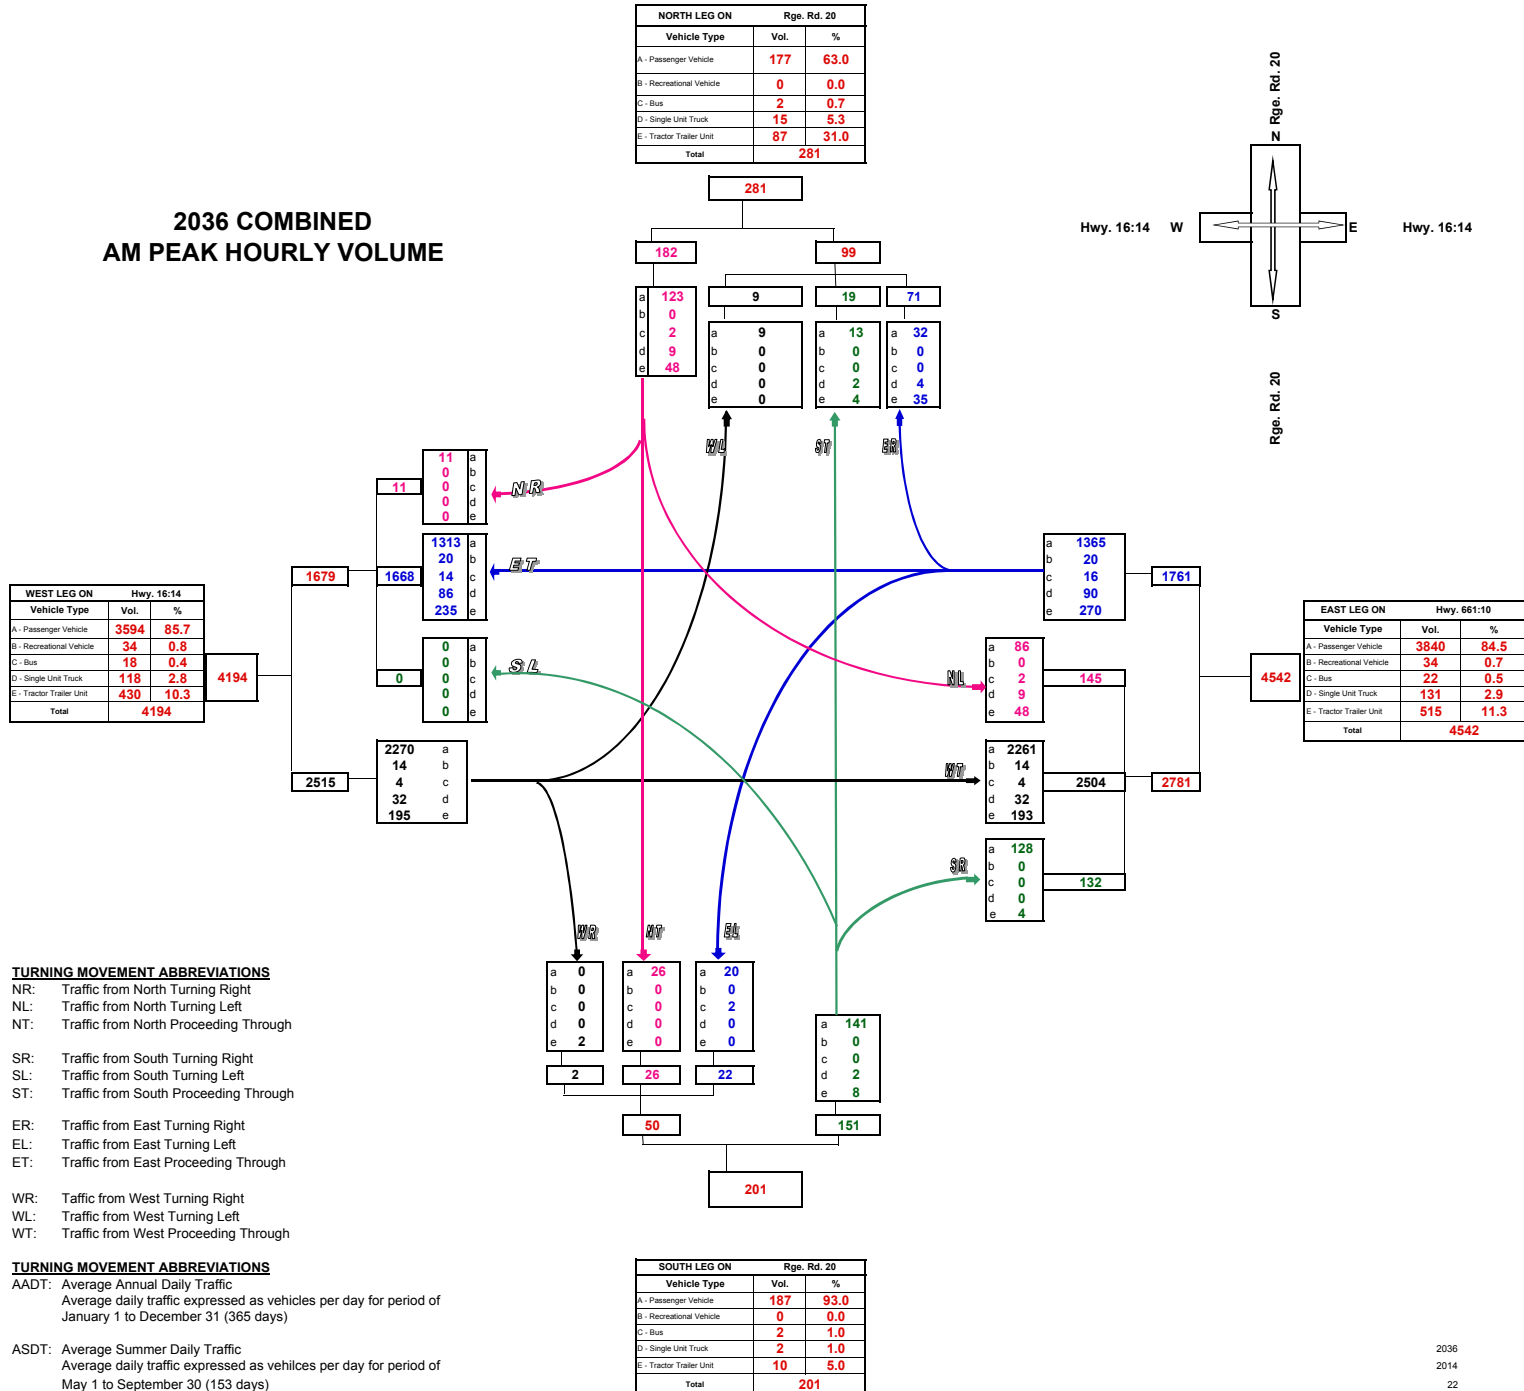 NORTH LEG ON Rge. Rd. 20
Vehicle Type Vol. %
A - Passenger Vehicle 177 63.0
B - Recreational Vehicle 0 0.0
C - Bus 2 0.7
D - Single Unit Truck 15 5.3
E - Tractor Trailer Unit 87 31.0
Total 281
281
2036 COMBINED
AM PEAK HOURLY VOLUME
Rge. Rd. 20
N
Hwy. 16:14 W E Hwy. 16:14
S
Rge. Rd. 20
182 99
9 19 71
a 123
b 0
c 2
d 9
e 48
a 9
b 0
c 0
d 0
e 0
a 13
b 0
c 0
d 2
e 4
a 32
b 0
c 0
d 4
e 35
WL ST ER
11 a
0 b
0 c
0 d
0 e
11
NR
1313 a
20 b
14 c
86 d
235 e
1679 1668
ET
0 a
0 b
0 c
0 d
0 e
0
SL
a 1365
b 20
c 16
d 90
e 270
1761
WEST LEG ON Hwy. 16:14
Vehicle Type Vol. %
A - Passenger Vehicle 3594 85.7
B - Recreational Vehicle 34 0.8
C - Bus 18 0.4
D - Single Unit Truck 118 2.8
E - Tractor Trailer Unit 430 10.3
Total 4194
4194
EAST LEG ON Hwy. 661:10
Vehicle Type Vol. %
A - Passenger Vehicle 3840 84.5
B - Recreational Vehicle 34 0.7
C - Bus 22 0.5
D - Single Unit Truck 131 2.9
E - Tractor Trailer Unit 515 11.3
Total 4542
4542
NL
a 86
b 0
c 2
d 9
e 48
145
2515
2270 a
14 b
4 c
32 d
195 e
WT
a 2261
b 14
c 4
d 32
e 193
2504 2781
SR
a 128
b 0
c 0
d 0
e 4
132
WR NT EL
a 0
b 0
c 0
d 0
e 2
a 26
b 0
c 0
d 0
e 0
a 20
b 0
c 2
d 0
e 0
a 141
b 0
c 0
d 2
e 8
2 26 22
50 151
201
TURNING MOVEMENT ABBREVIATIONS
NR: Traffic from North Turning Right
NL: Traffic from North Turning Left
NT: Traffic from North Proceeding Through
SR: Traffic from South Turning Right
SL: Traffic from South Turning Left
ST: Traffic from South Proceeding Through
ER: Traffic from East Turning Right
EL: Traffic from East Turning Left
ET: Traffic from East Proceeding Through
WR: Taffic from West Turning Right
WL: Traffic from West Turning Left
WT: Traffic from West Proceeding Through
TURNING MOVEMENT ABBREVIATIONS
AADT: Average Annual Daily Traffic
Average daily traffic expressed as vehicles per day for period of
January 1 to December 31 (365 days)
ASDT: Average Summer Daily Traffic
Average daily traffic expressed as vehilces per day for period of
May 1 to September 30 (153 days)
SOUTH LEG ON Rge. Rd. 20
Vehicle Type Vol. %
A - Passenger Vehicle 187 93.0
B - Recreational Vehicle 0 0.0
C - Bus 2 1.0
D - Single Unit Truck 2 1.0
E - Tractor Trailer Unit 10 5.0
Total 201
2036
2014
22